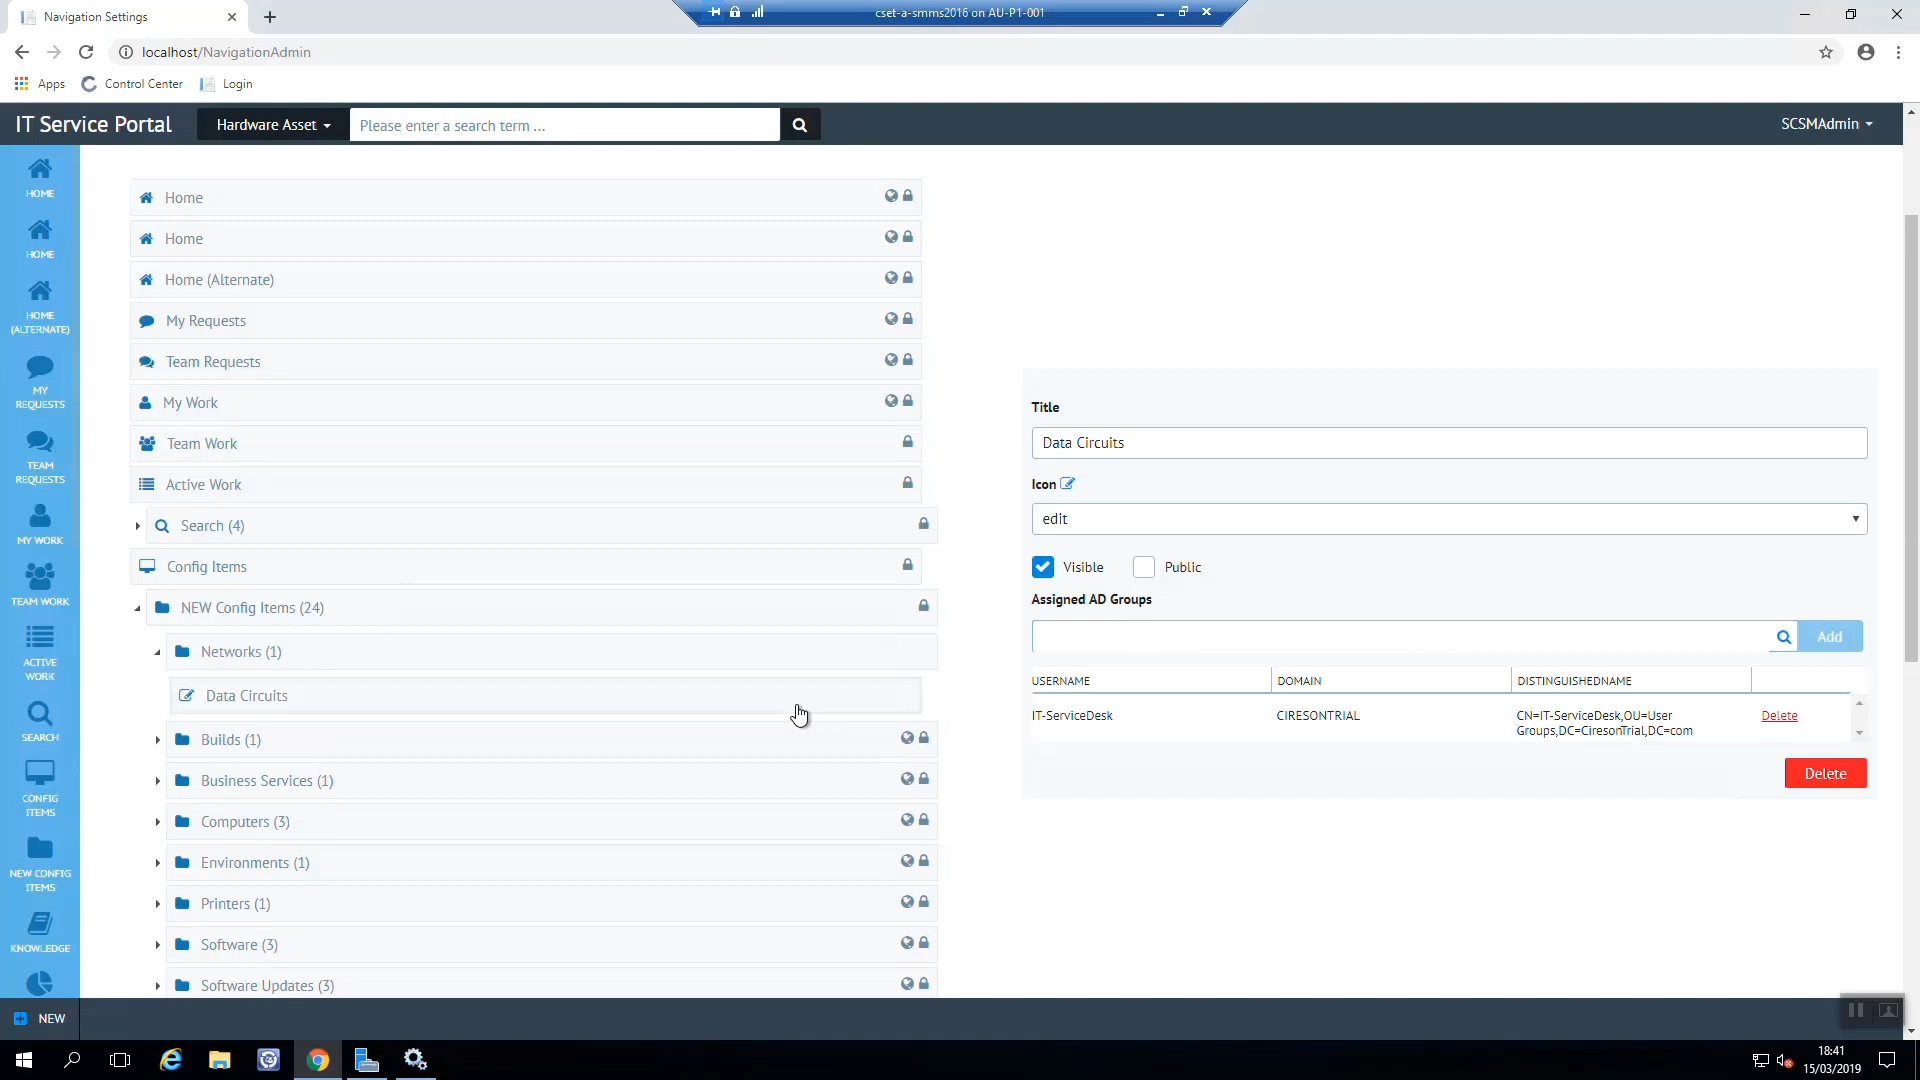 Navigation Settings
cset-a-smms2016 on AU-P1-001
localhost/NavigationAdmin
Apps
Control Center
Login
IT Service Portal
Hardware Asset
Please enter a search term ...
SCSMAdmin
HOME
HOME
HOME
(ALTERNATE)
MY
REQUESTS
TEAM
REQUESTS
MY WORK
TEAM WORK
ACTIVE
WORK
SEARCH
CONFIG
ITEMS
NEW CONFIG
ITEMS
KNOWLEDGE
Home
Home
Home (Alternate)
My Requests
Team Requests
My Work
Team Work
Active Work
Search (4)
Config Items
NEW Config Items (24)
Networks (1)
Data Circuits
Builds (1)
Business Services (1)
Computers (3)
Environments (1)
Printers (1)
Software (3)
Software Updates (3)
Title
Data Circuits
Icon
edit
Visible
Public
Assigned AD Groups
Add
USERNAME
DOMAIN
DISTINGUISHEDNAME
IT-ServiceDesk
CIRESONTRIAL
CN=IT-ServiceDesk,OU=User
Groups,DC=CiresonTrial,DC=com
Delete
Delete
NEW
18:41
15/03/2019